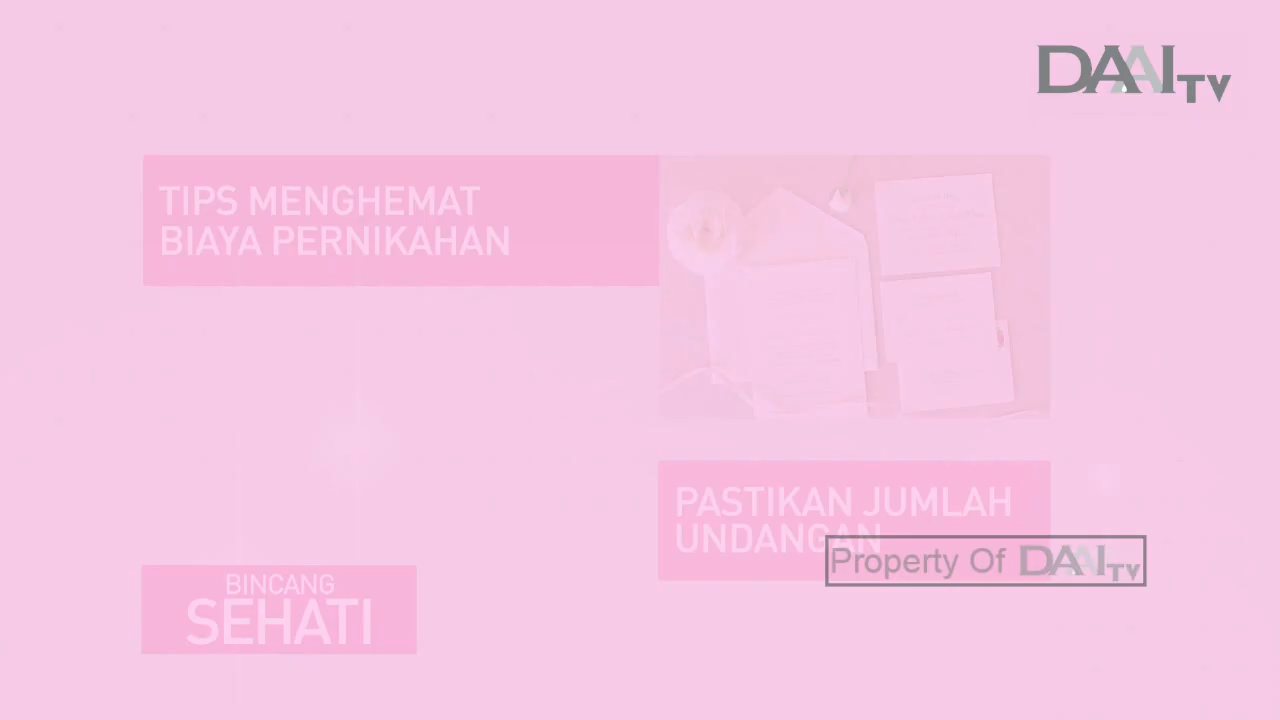 DAAI TV
TIPS MENGHEMAT
BIAYA PERNIKAHAN
PASTIKAN JUMLAH
UNDANGAN
Property Of DAAI TV
BINCANG
SEHATI